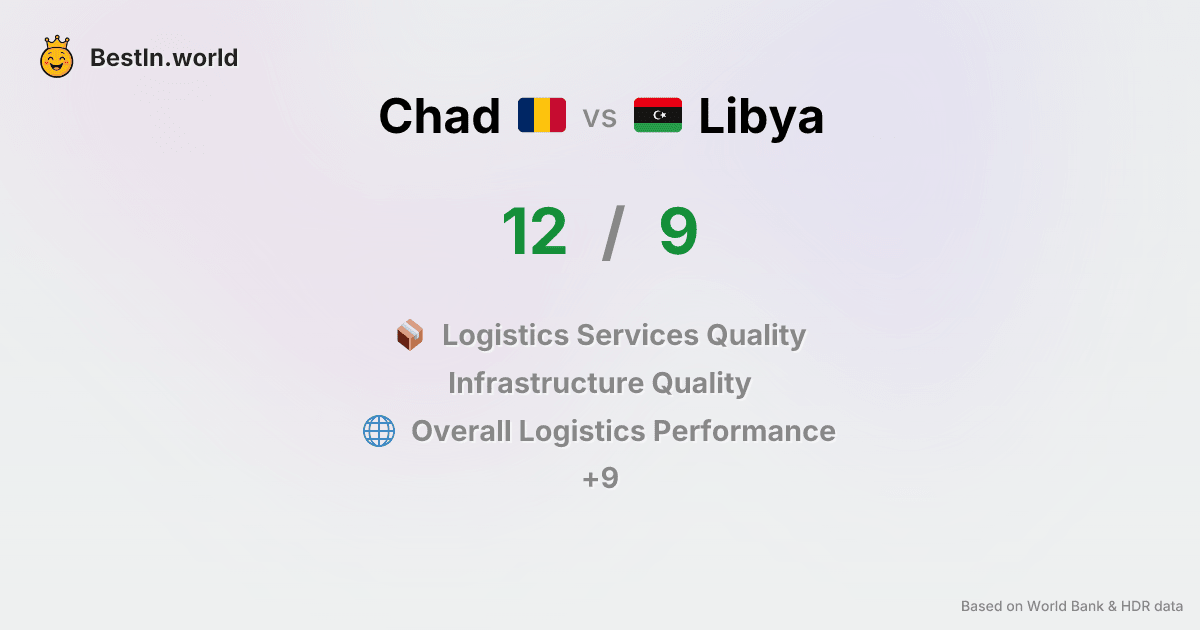 BestIn.world
Chad vs Libya
12 / 9
Logistics Services Quality
Infrastructure Quality
Overall Logistics Performance
+9
Based on World Bank & HDR data